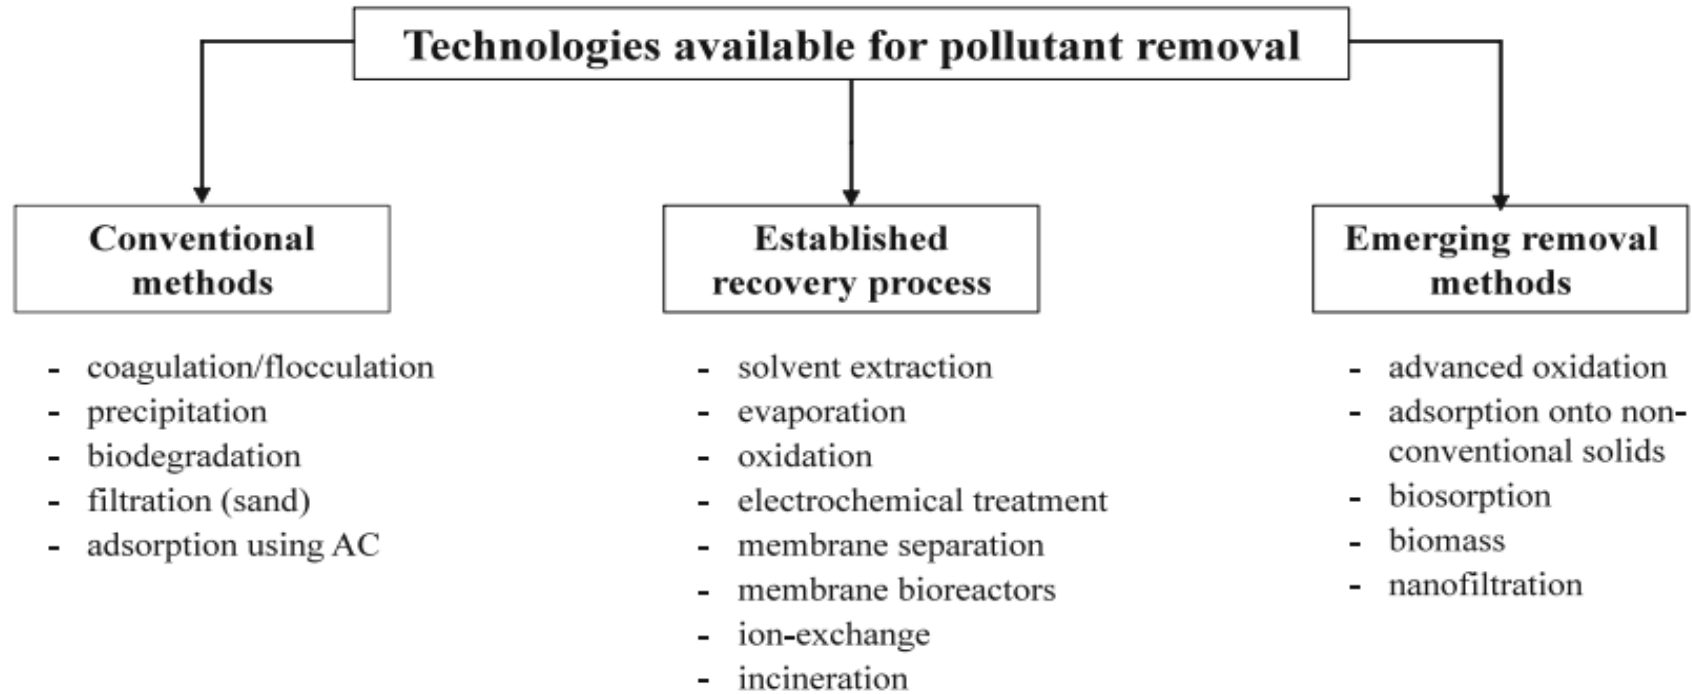 Technologies available for pollutant removal
Conventional
methods
- coagulation/flocculation
- precipitation
- biodegradation
- filtration (sand)
- adsorption using AC
Established
recovery process
- solvent extraction
- evaporation
- oxidation
- electrochemical treatment
- membrane separation
- membrane bioreactors
- ion-exchange
- incineration
Emerging removal
methods
- advanced oxidation
- adsorption onto non-
conventional solids
- biosorption
- biomass
- nanofiltration